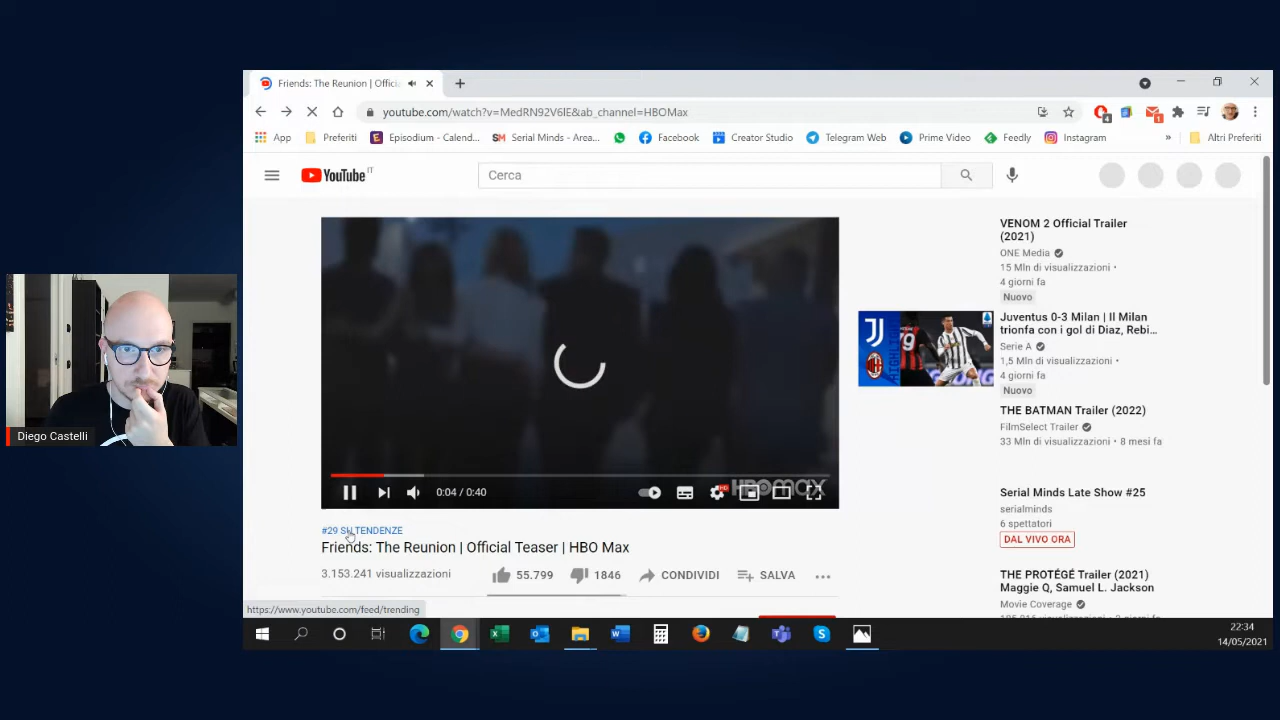 Friends: The Reunion | Offici
youtube.com/watch?v=MedRN92V6IE&ab_channel=HBOMax
App
Preferiti
Episodium - Calend...
SM
Serial Minds - Area...
Facebook
Creator Studio
Telegram Web
Prime Video
Feedly
Instagram
»
Altri Preferiti
YouTube IT
Cerca
HBOMAX
0:04 / 0:40
HD
#29 SU TENDENZE
Friends: The Reunion | Official Teaser | HBO Max
3.153.241 visualizzazioni
55.799
1846
CONDIVIDI
SALVA
https://www.youtube.com/feed/trending
VENOM 2 Official Trailer
(2021)
ONE Media
15 Mln di visualizzazioni •
4 giorni fa
Nuovo
Juventus 0-3 Milan | Il Milan
trionfa con i gol di Diaz, Rebi...
Serie A
1,5 Mln di visualizzazioni •
4 giorni fa
Nuovo
THE BATMAN Trailer (2022)
FilmSelect Trailer
33 Mln di visualizzazioni • 8 mesi fa
Serial Minds Late Show #25
serialminds
6 spettatori
DAL VIVO ORA
THE PROTÉGÉ Trailer (2021)
Maggie Q, Samuel L. Jackson
Movie Coverage
Diego Castelli
22:34
14/05/2021